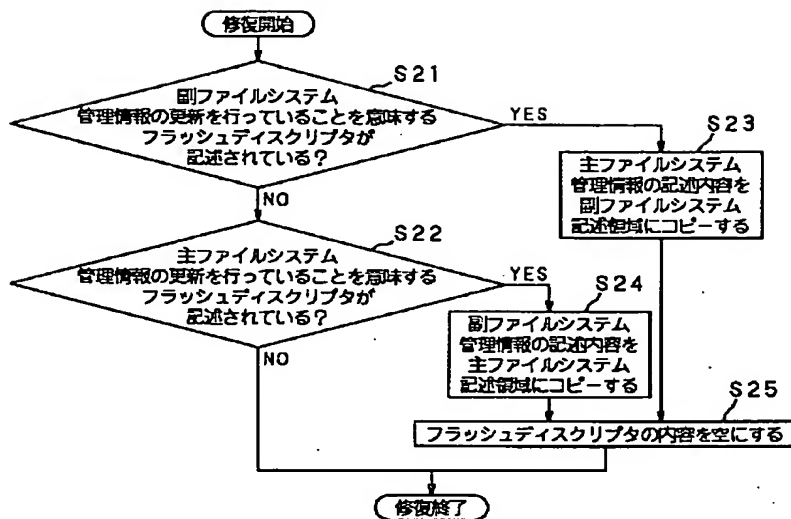 修復開始
S21
副ファイルシステム
管理情報の更新を行っていることを意味する
フラッシュディスクリプタが
記述されている？
YES
S23
主ファイルシステム
管理情報の記述内容を
副ファイルシステム
記述領域にコピーする
NO
S22
主ファイルシステム
管理情報の更新を行っていることを意味する
フラッシュディスクリプタが
記述されている？
YES
S24
副ファイルシステム
管理情報の記述内容を
主ファイルシステム
記述領域にコピーする
NO
S25
フラッシュディスクリプタの内容を空にする
修復終了